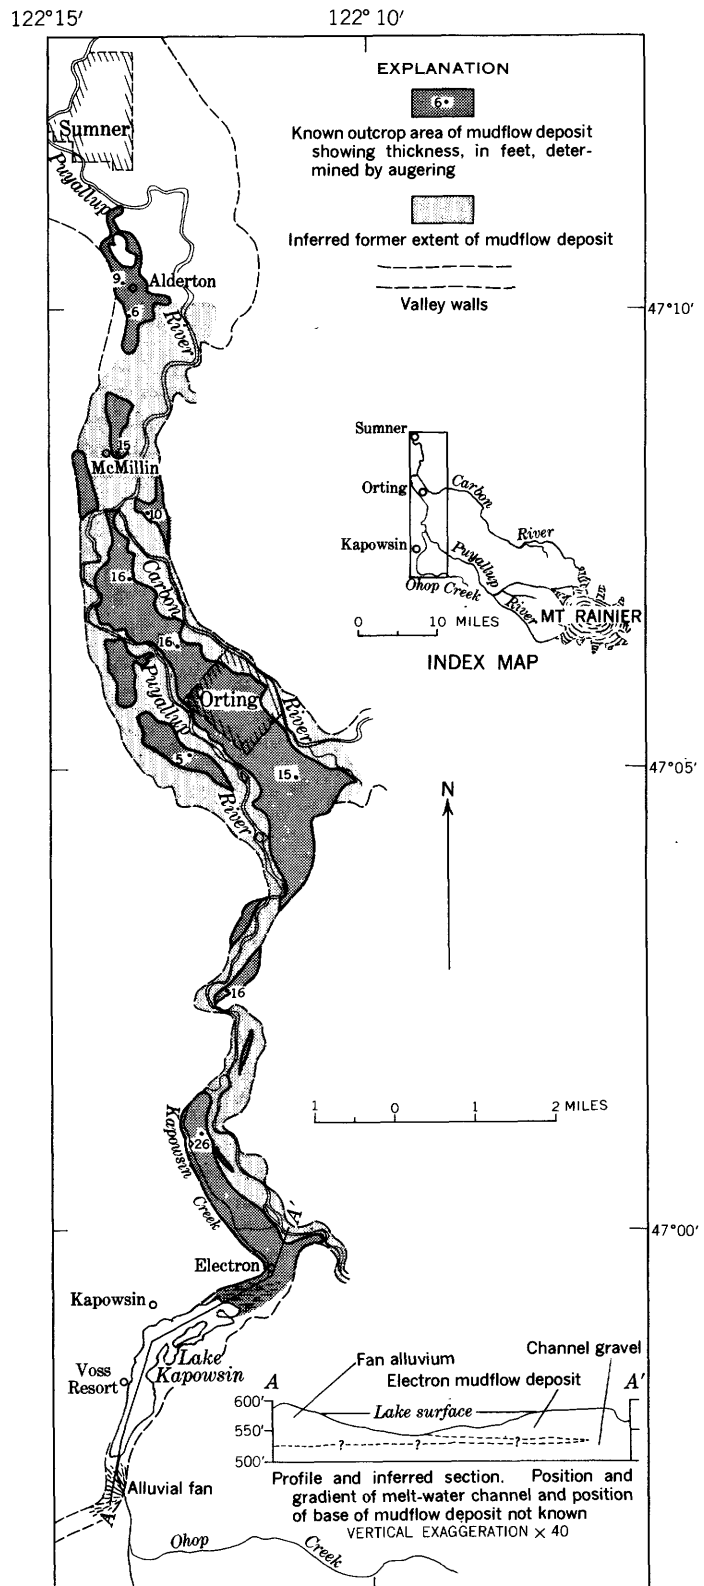 122°15′
122° 10′
EXPLANATION
6
Known outcrop area of mudflow deposit
showing thickness, in feet, deter-
mined by augering
Inferred former extent of mudflow deposit
Valley walls
47°10′
Sumner
Puyallup
9
Alderton
6
River
15
McMillin
10
16
Carbon
16
Orting
Puyallup
River
5
15
River
47°05′
Sumner
Orting
Carbon
River
Kapowsin
Puyallup
River
Ohop Creek
MT RAINIER
0 10 MILES
INDEX MAP
N
16
1 0 1 2 MILES
Kapowsin
Creek
26
A′
47°00′
Electron
Kapowsin
Lake
Kapowsin
Voss
Resort
Alluvial fan
A
Ohop
Creek
Channel gravel
Fan alluvium
Electron mudflow deposit
A
A′
600′
Lake surface
550′
? ? ?
500′
Profile and inferred section. Position and
gradient of melt-water channel and position
of base of mudflow deposit not known
VERTICAL EXAGGERATION × 40